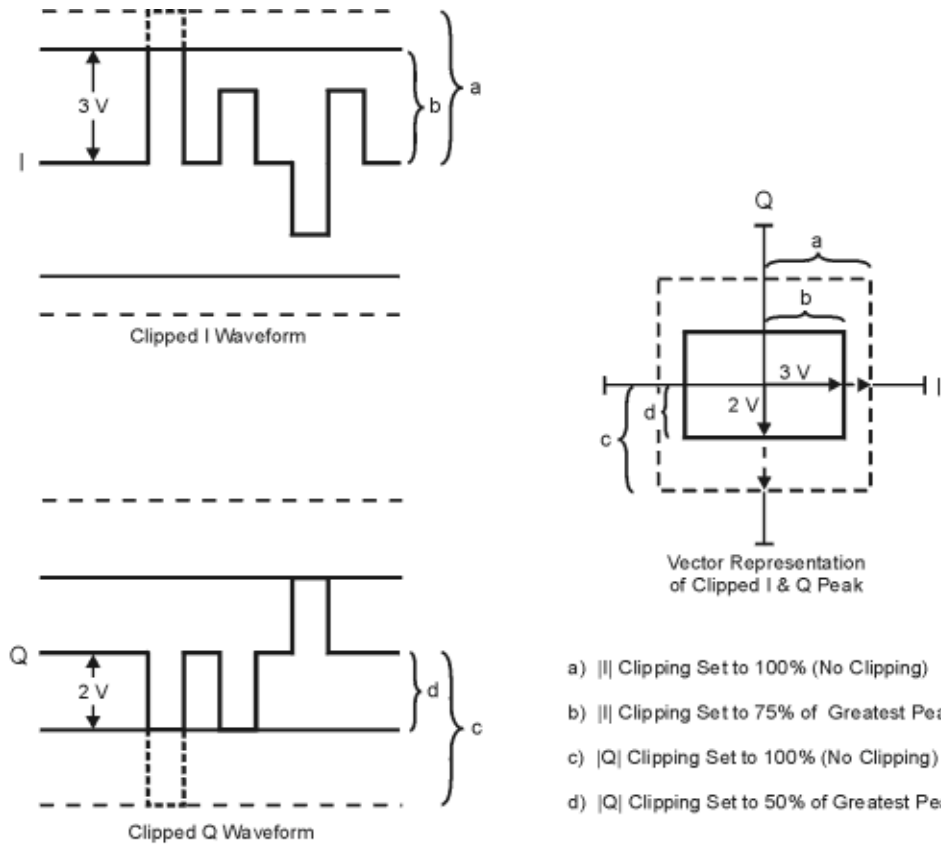 3 V
b
a
I
Clipped I Waveform
Q
a
b
3 V
I
2 V
d
c
Vector Representation
of Clipped I & Q Peak
Q
2 V
d
c
Clipped Q Waveform
a) |I| Clipping Set to 100% (No Clipping)
b) |I| Clipping Set to 75% of Greatest
c) |Q| Clipping Set to 100% (No Clipping)
d) |Q| Clipping Set to 50% of Greatest